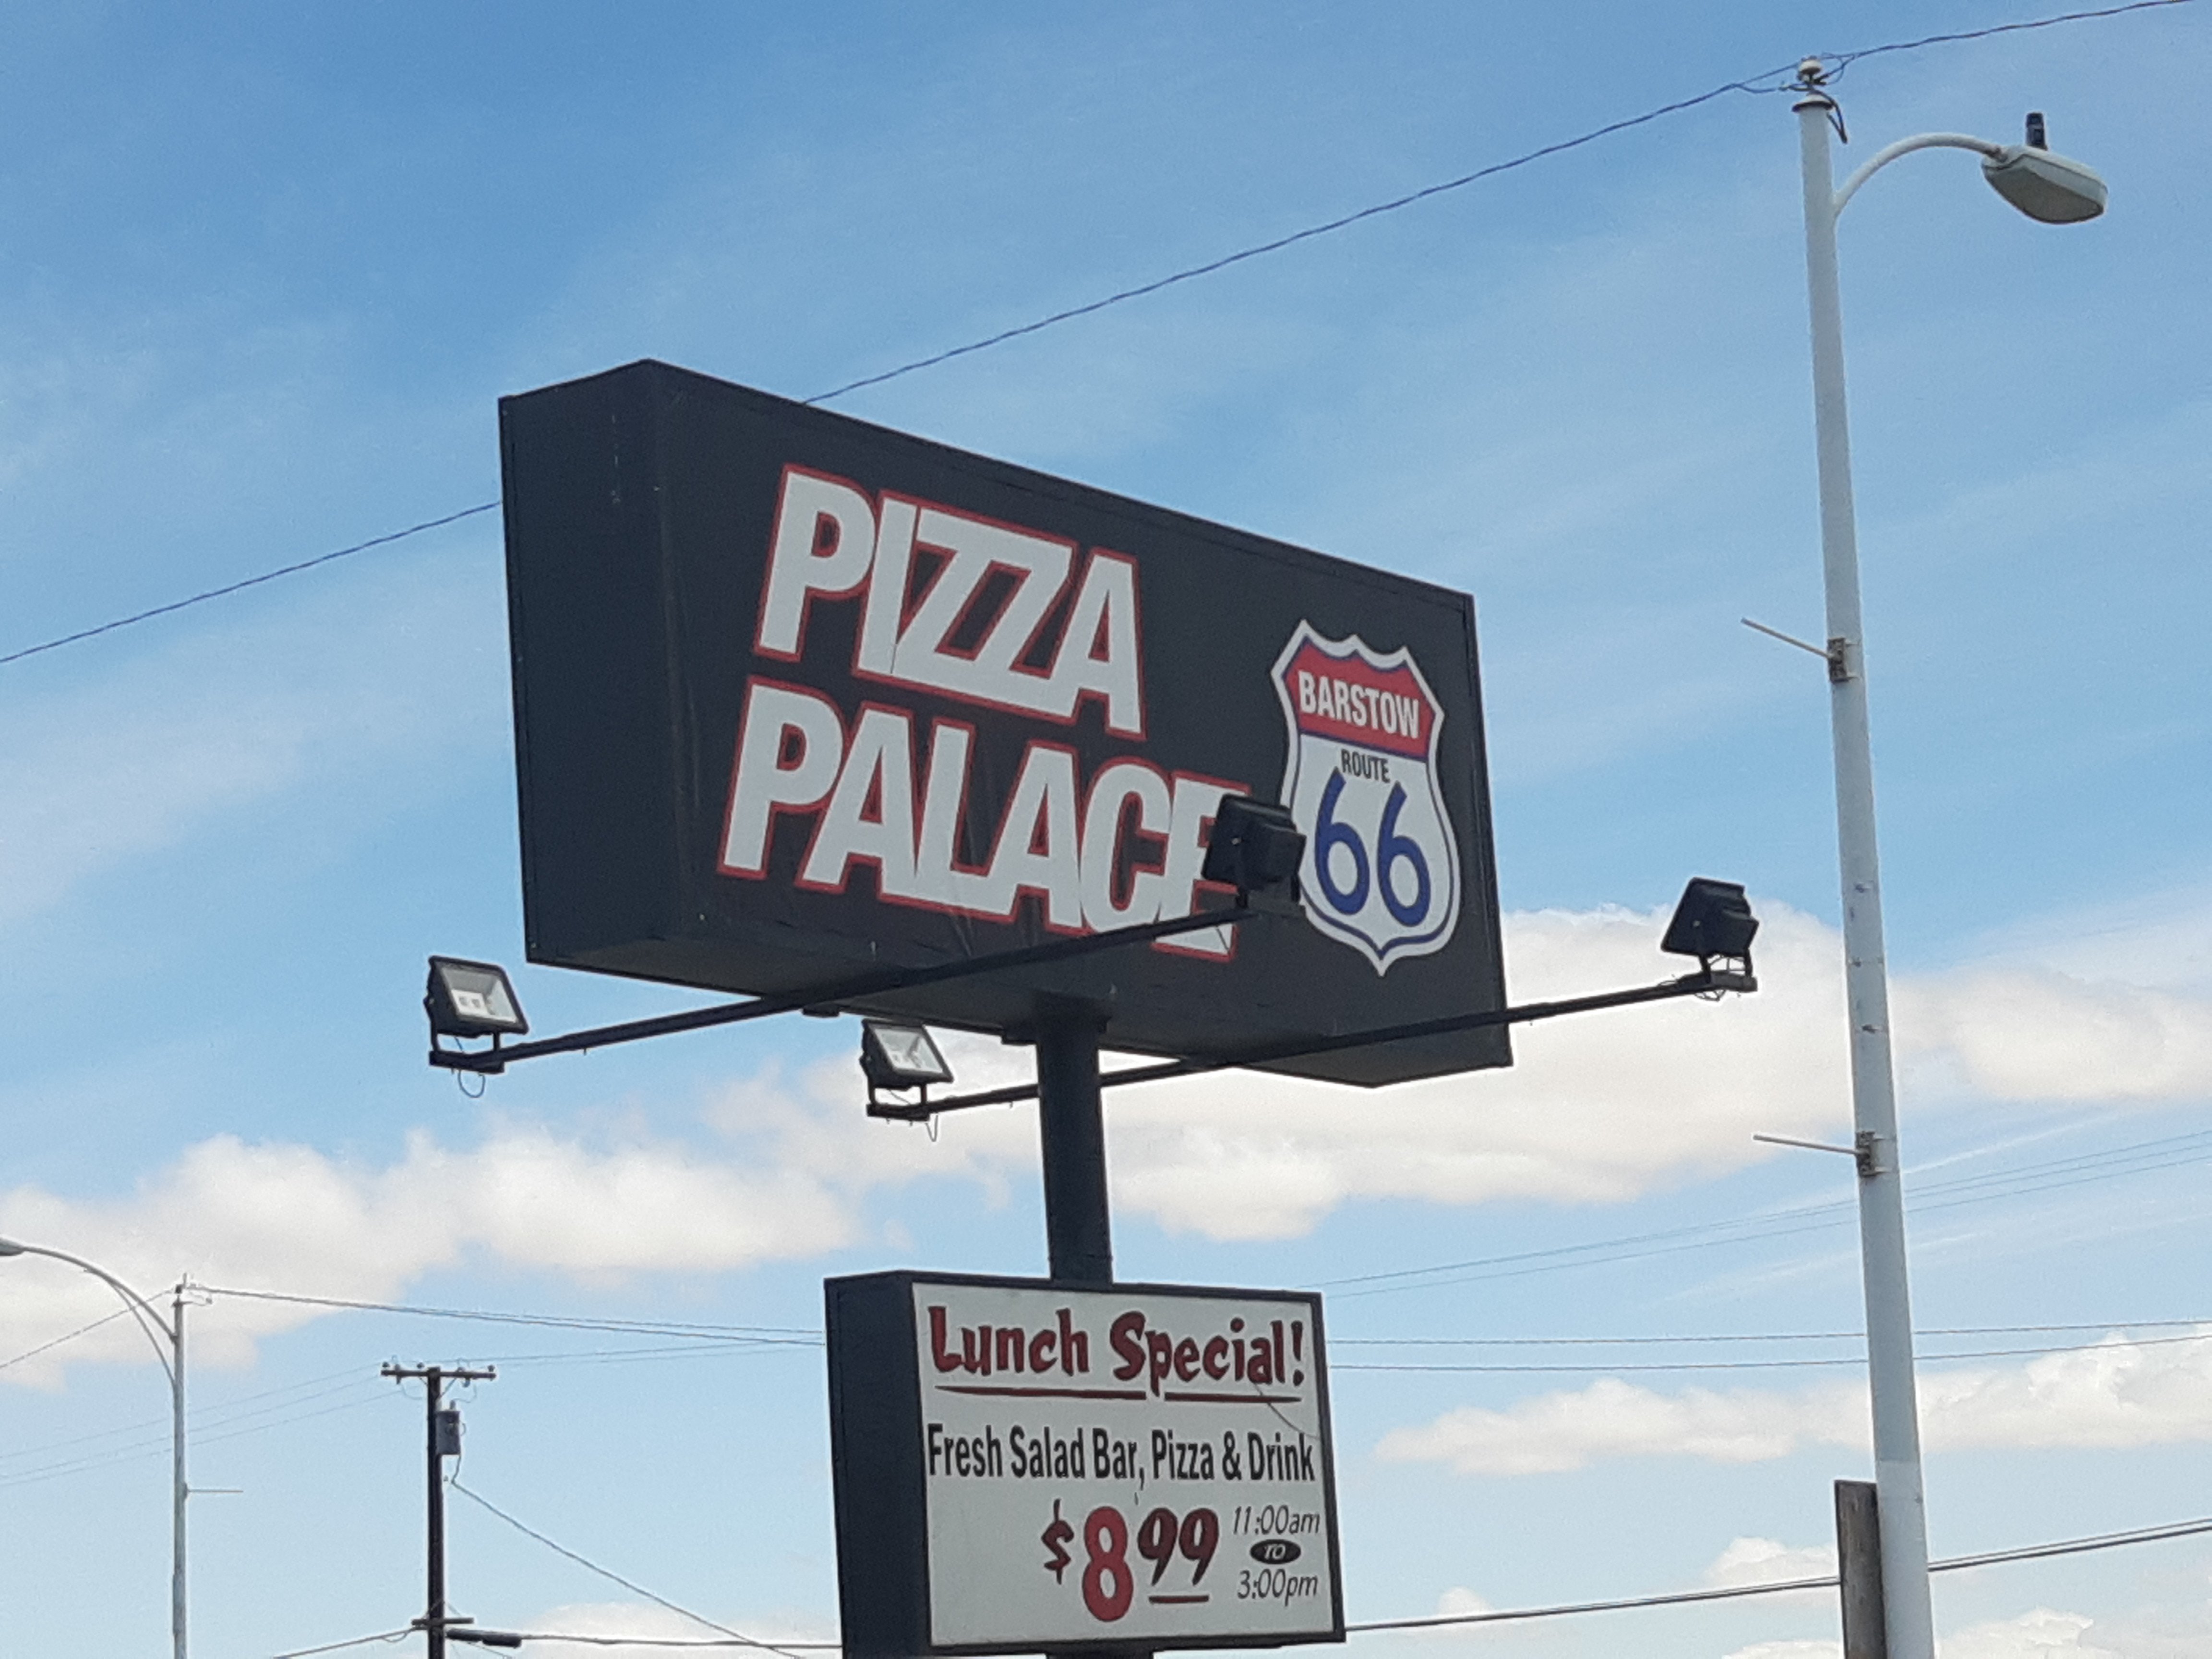 PIZZA
PALACE
BARSTOW
ROUTE
66
Lunch Special!
Fresh Salad Bar, Pizza & Drink
$8 99
11:00am
TO
3:00pm